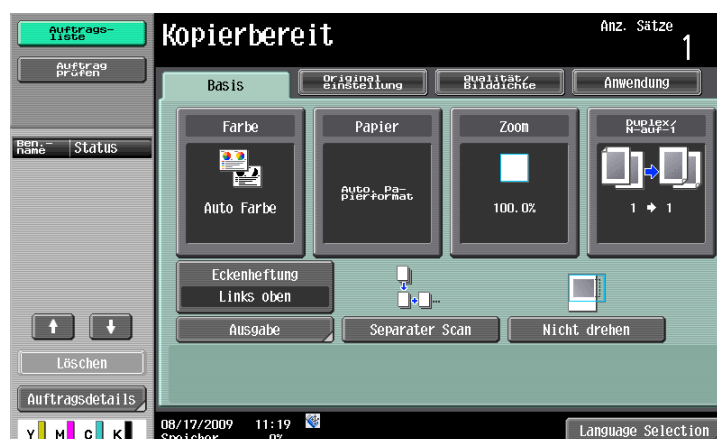 Auftrags-
liste
Auftrag
prüfen
Ben.-
name
Status
Löschen
Auftragsdetails
Y M C K
Kopierbereit
Anz. Sätze
1
Basis
Original
einstellung
Qualität/
Bilddichte
Anwendung
Farbe
Papier
Zoom
Duplex/
N-auf-1
Auto Farbe
Auto. Pa-
pierformat
100.0%
1 → 1
Eckenheftung
Links oben
Ausgabe
Separater Scan
Nicht drehen
08/17/2009 11:19
Speicher 0%
Language Selection